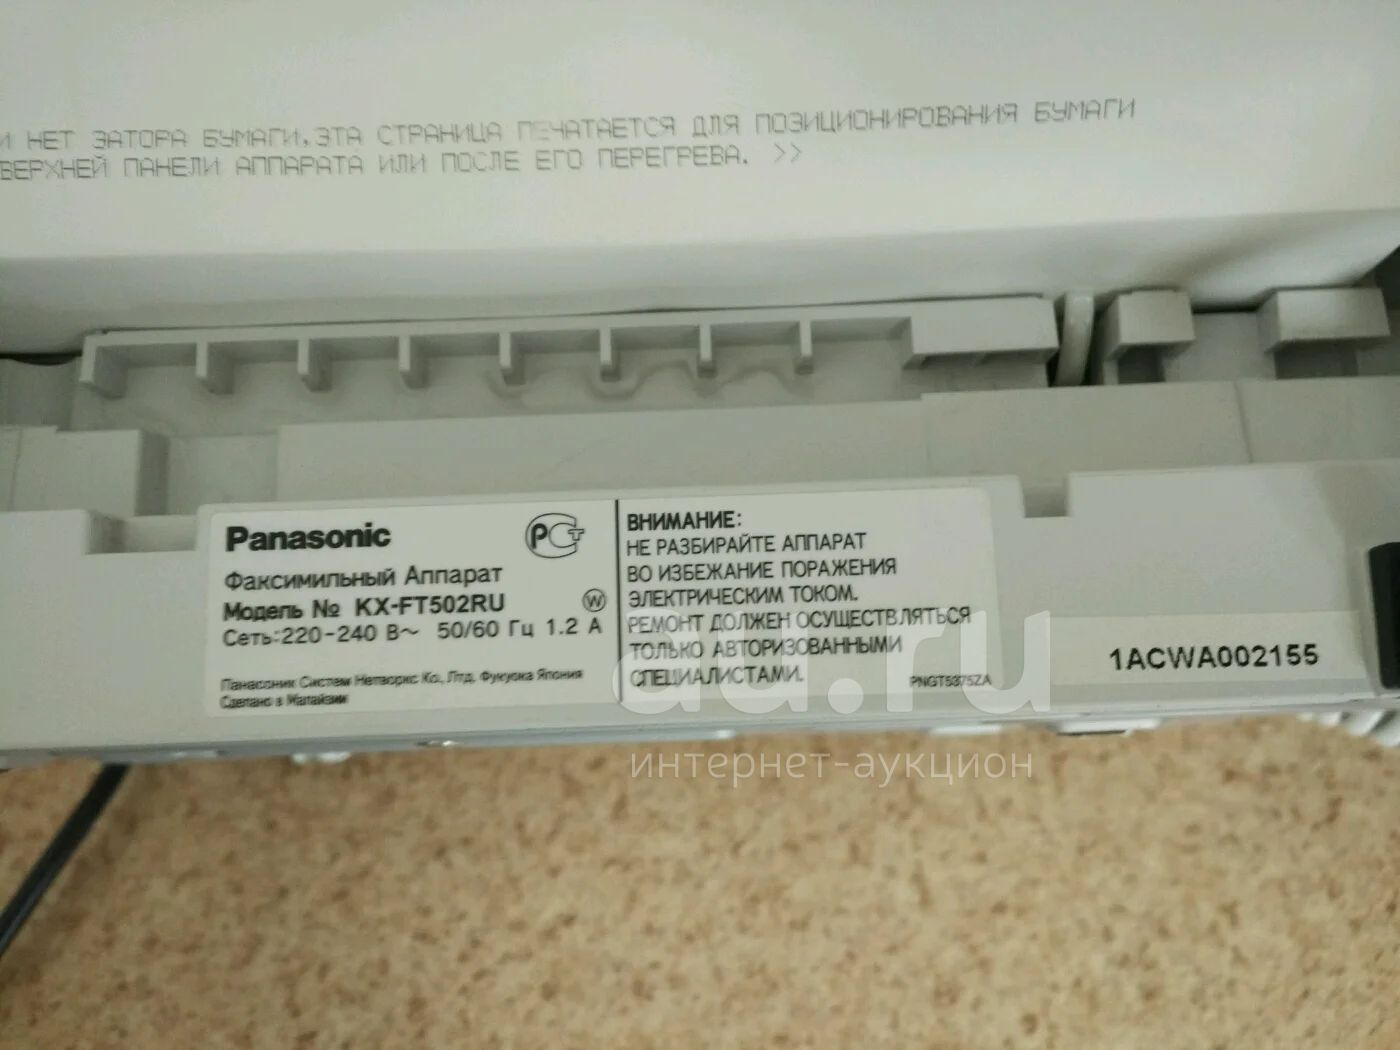 И НЕТ ЗАТОРА БУМАГИ,ЭТА СТРАНИЦА ПЕЧАТАЕТСЯ ДЛЯ ПОЗИЦИОНИРОВАНИЯ БУМАГИ
ВЕРХНЕЙ ПАНЕЛИ АППАРАТА ИЛИ ПОСЛЕ ЕГО ПЕРЕГРЕВА. >>
Panasonic
Факсимильный Аппарат
Модель № KX-FT502RU
W
Сеть:220-240 В~ 50/60 Гц 1.2 А
Панасоник Систем Нетворкс Ко., Лтд. Фукуока Япония
Сделано в Малайзии
РСТ
ВНИМАНИЕ:
НЕ РАЗБИРАЙТЕ АППАРАТ
ВО ИЗБЕЖАНИЕ ПОРАЖЕНИЯ
ЭЛЕКТРИЧЕСКИМ ТОКОМ.
РЕМОНТ ДОЛЖЕН ОСУЩЕСТВЛЯТЬСЯ
ТОЛЬКО АВТОРИЗОВАННЫМИ
СПЕЦИАЛИСТАМИ.
PNGT5375ZA
1ACWA002155
au.ru
интернет-аукцион